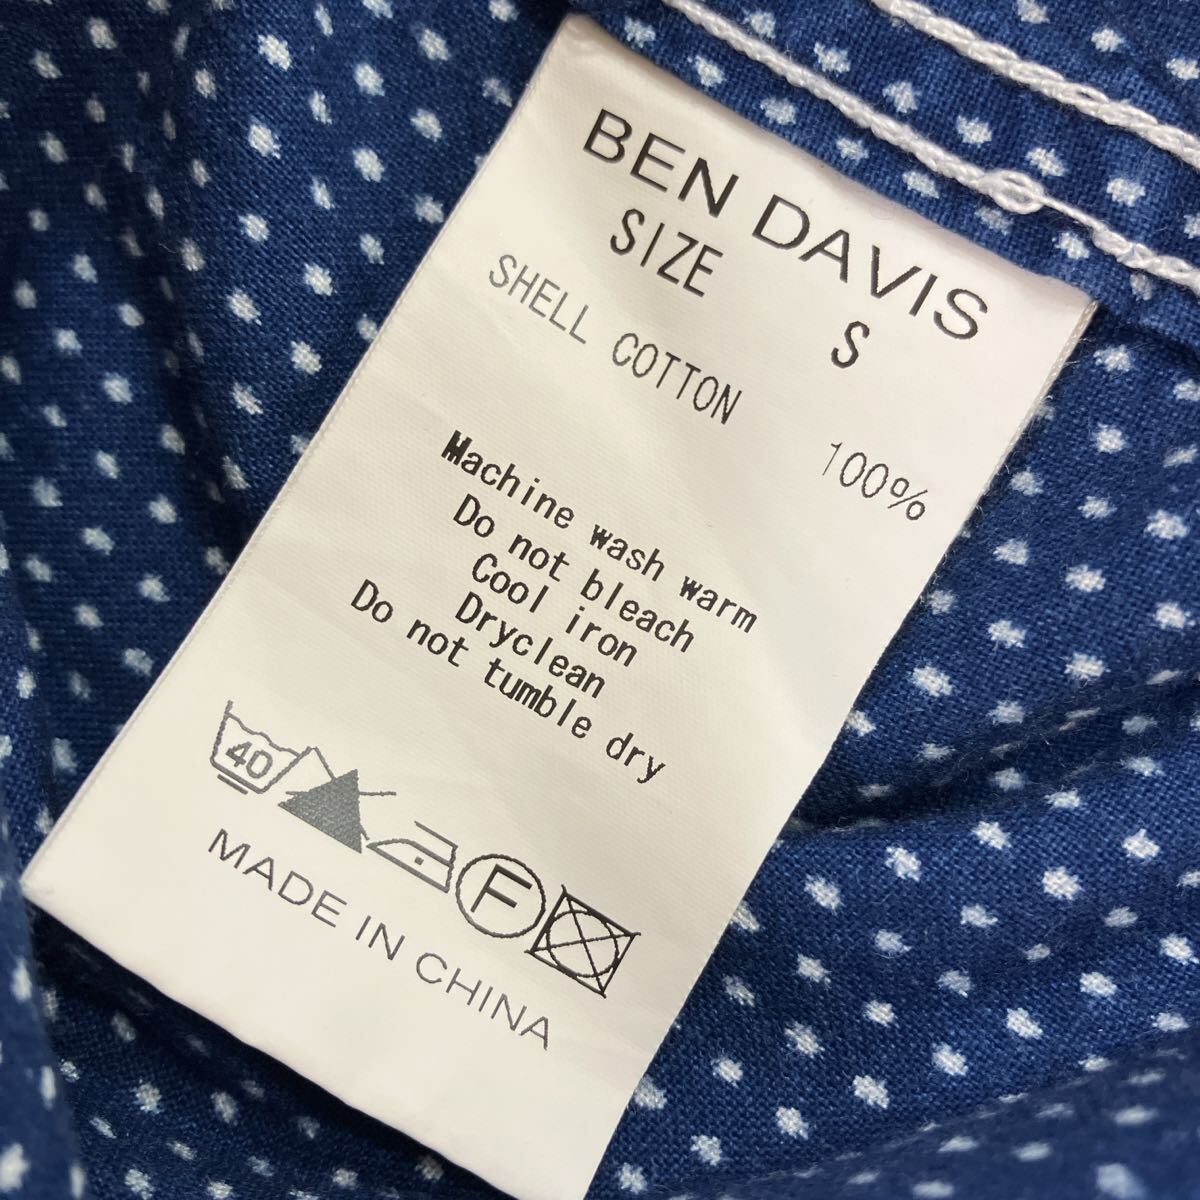 BEN DAVIS
SIZE S
SHELL COTTON 100%
Machine wash warm
Do not bleach
Cool iron
Dryclean
Do not tumble dry
40 F
MADE IN CHINA